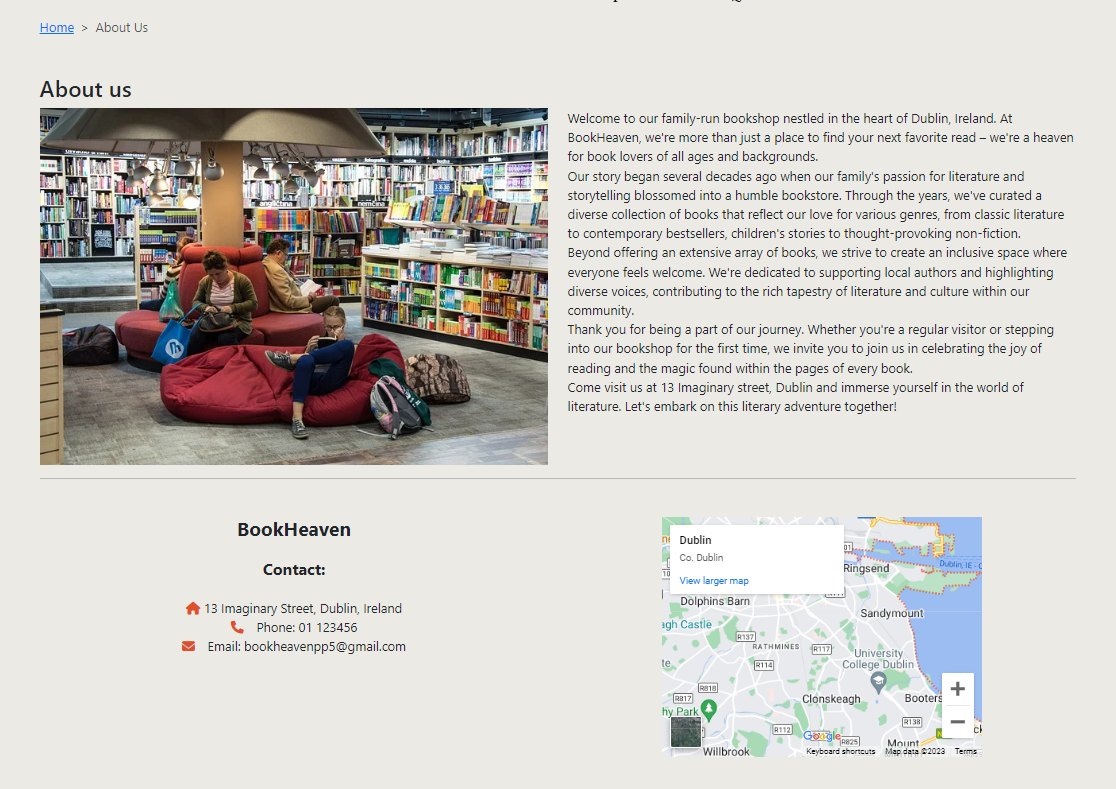 Home > About Us
About us
angličtina
nemčina
Welcome to our family-run bookshop nestled in the heart of Dublin, Ireland. At
BookHeaven, we're more than just a place to find your next favorite read – we're a heaven
for book lovers of all ages and backgrounds.
Our story began several decades ago when our family's passion for literature and
storytelling blossomed into a humble bookstore. Through the years, we've curated a
diverse collection of books that reflect our love for various genres, from classic literature
to contemporary bestsellers, children's stories to thought-provoking non-fiction.
Beyond offering an extensive array of books, we strive to create an inclusive space where
everyone feels welcome. We're dedicated to supporting local authors and highlighting
diverse voices, contributing to the rich tapestry of literature and culture within our
community.
Thank you for being a part of our journey. Whether you're a regular visitor or stepping
into our bookshop for the first time, we invite you to join us in celebrating the joy of
reading and the magic found within the pages of every book.
Come visit us at 13 Imaginary street, Dublin and immerse yourself in the world of
literature. Let's embark on this literary adventure together!
BookHeaven
Contact:
13 Imaginary Street, Dublin, Ireland
Phone: 01 123456
Email: bookheavenpp5@gmail.com
Dublin
Co. Dublin
View larger map
01
Ringsend
Dublin, IE - C
R111
Dolphins Barn
Sandymount
agh Castle
R137
RATHMINES
R117
te
R114
University
College Dublin
R818
R817
Clonskeagh
Booters
hy Park
R138
R112
Google
R825
Mount
ck
Willbrook
Keyboard shortcuts Map data ©2023 Terms